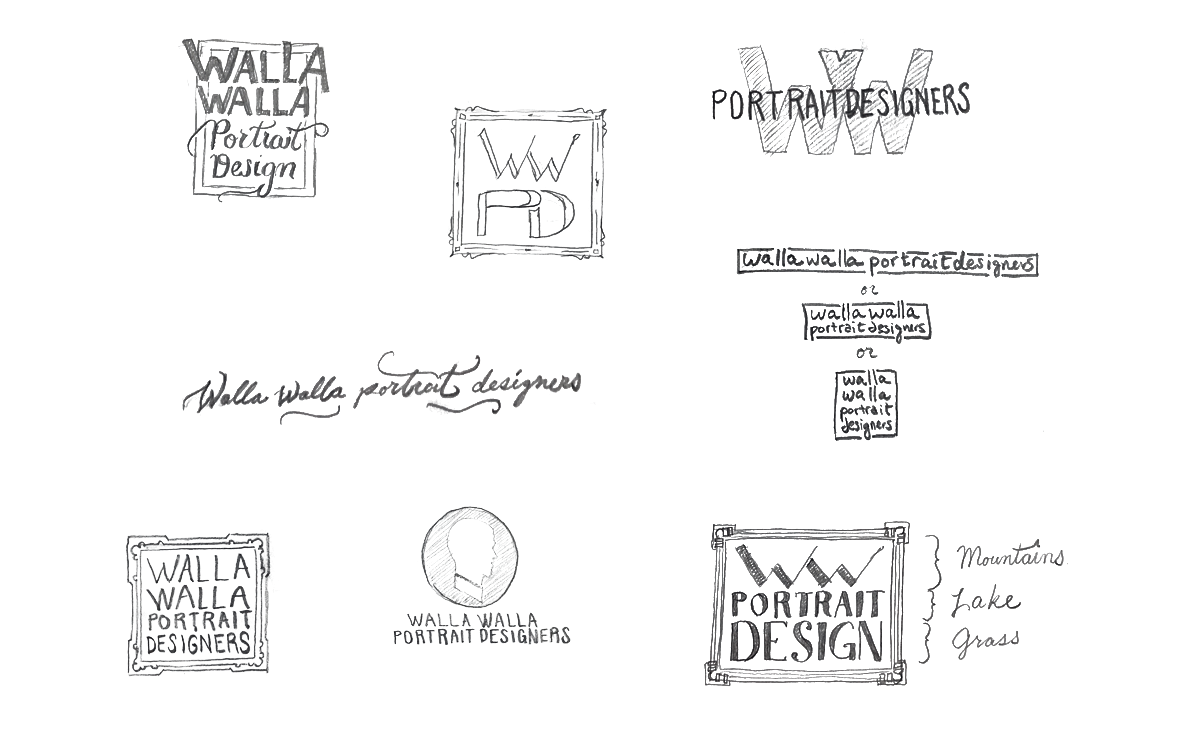 WALLA
WALLA
Portrait
Design
WW
PD
WW
PORTRAIT DESIGNERS
walla walla portrait designers
or
walla walla
portrait designers
or
walla
walla
portrait
designers
Walla Walla portrait designers
WALLA
WALLA
PORTRAIT
DESIGNERS
WALLA WALLA
PORTRAIT DESIGNERS
WW
PORTRAIT
DESIGN
Mountains
Lake
Grass